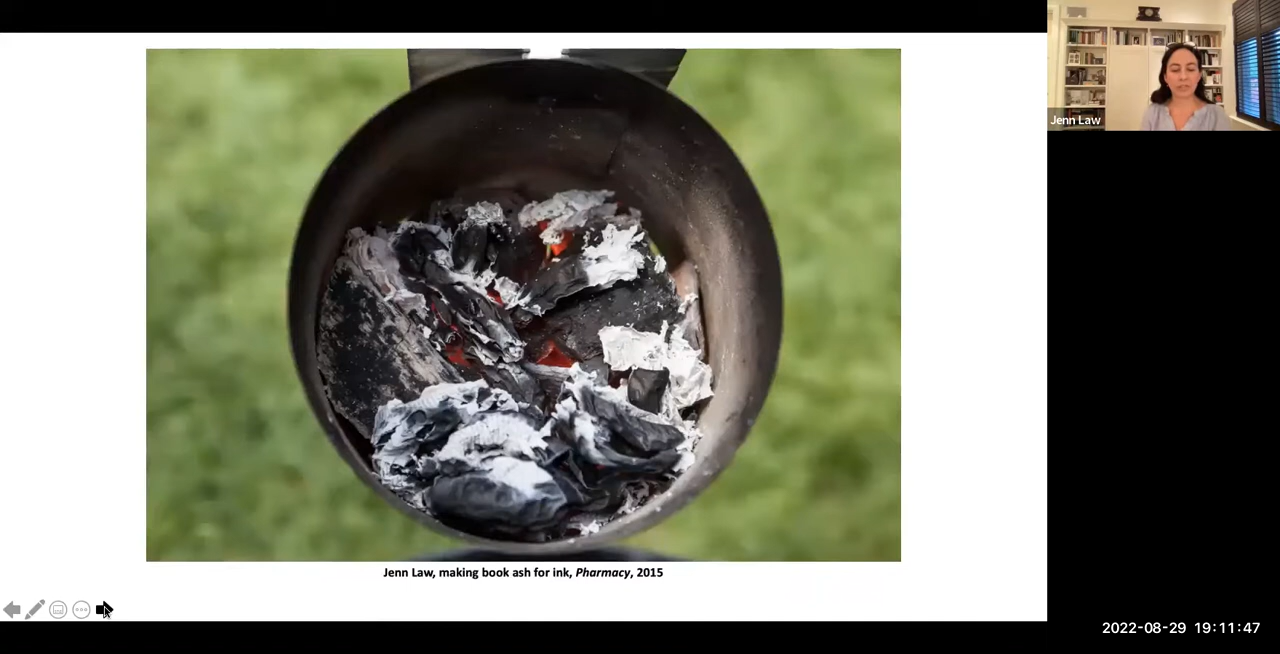 Jenn Law
Jenn Law, making book ash for ink, Pharmacy, 2015
2022-08-29 19:11:47